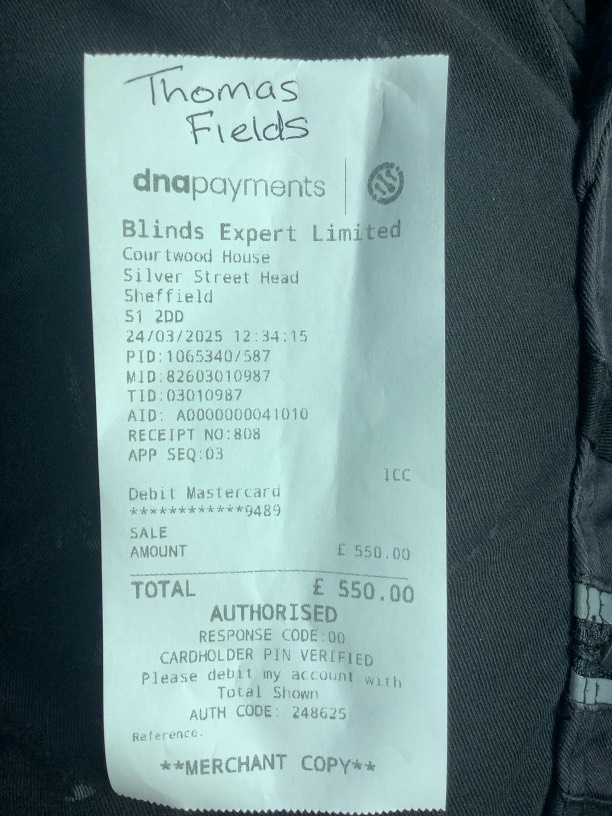 Thomas
Fields
dnapayments
Blinds Expert Limited
Courtwood House
Silver Street Head
Sheffield
S1 2DD
24/03/2025 12:34:15
PID:1065340/587
MID:82603010987
TID:03010987
AID: A0000000041010
RECEIPT NO:808
APP SEQ:03
ICC
Debit Mastercard
************9489
SALE
AMOUNT £ 550.00
TOTAL £ 550.00
AUTHORISED
RESPONSE CODE:00
CARDHOLDER PIN VERIFIED
Please debit my account with
Total Shown
AUTH CODE: 248625
Reference.
**MERCHANT COPY**